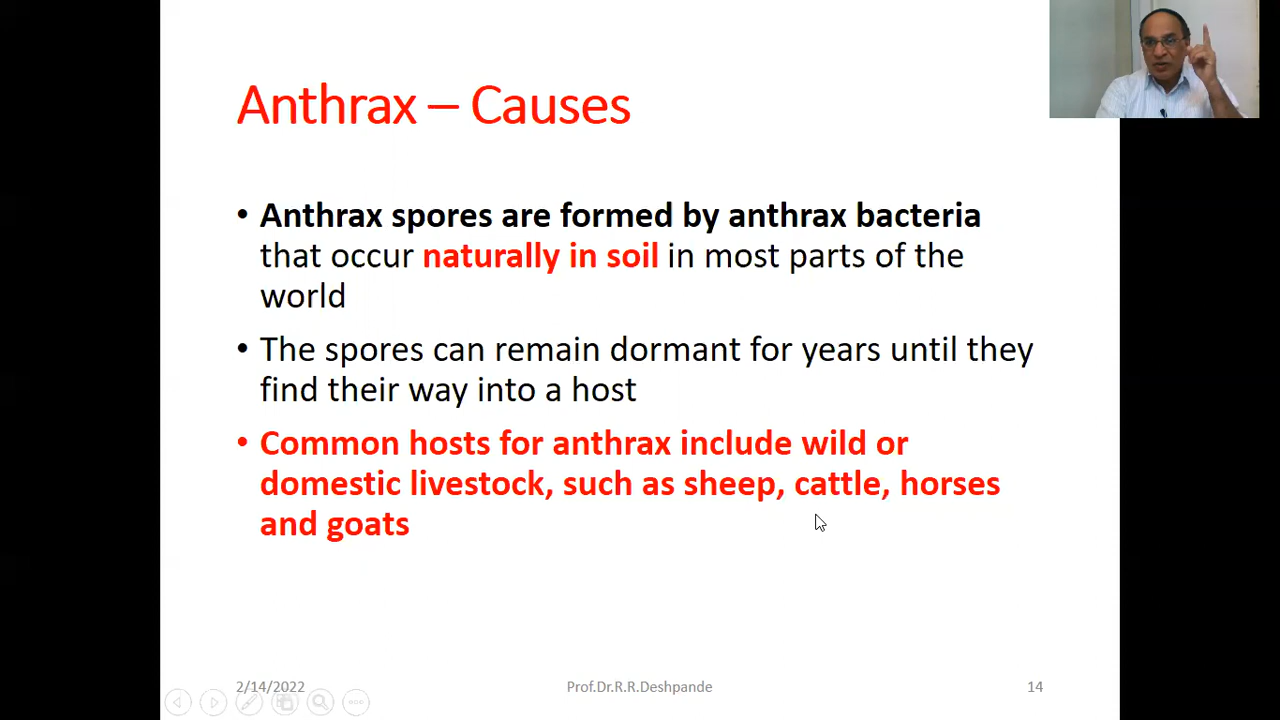 Anthrax – Causes
• Anthrax spores are formed by anthrax bacteria
that occur naturally in soil in most parts of the
world
• The spores can remain dormant for years until they
find their way into a host
• Common hosts for anthrax include wild or
domestic livestock, such as sheep, cattle, horses
and goats
2/14/2022 Prof.Dr.R.R.Deshpande 14